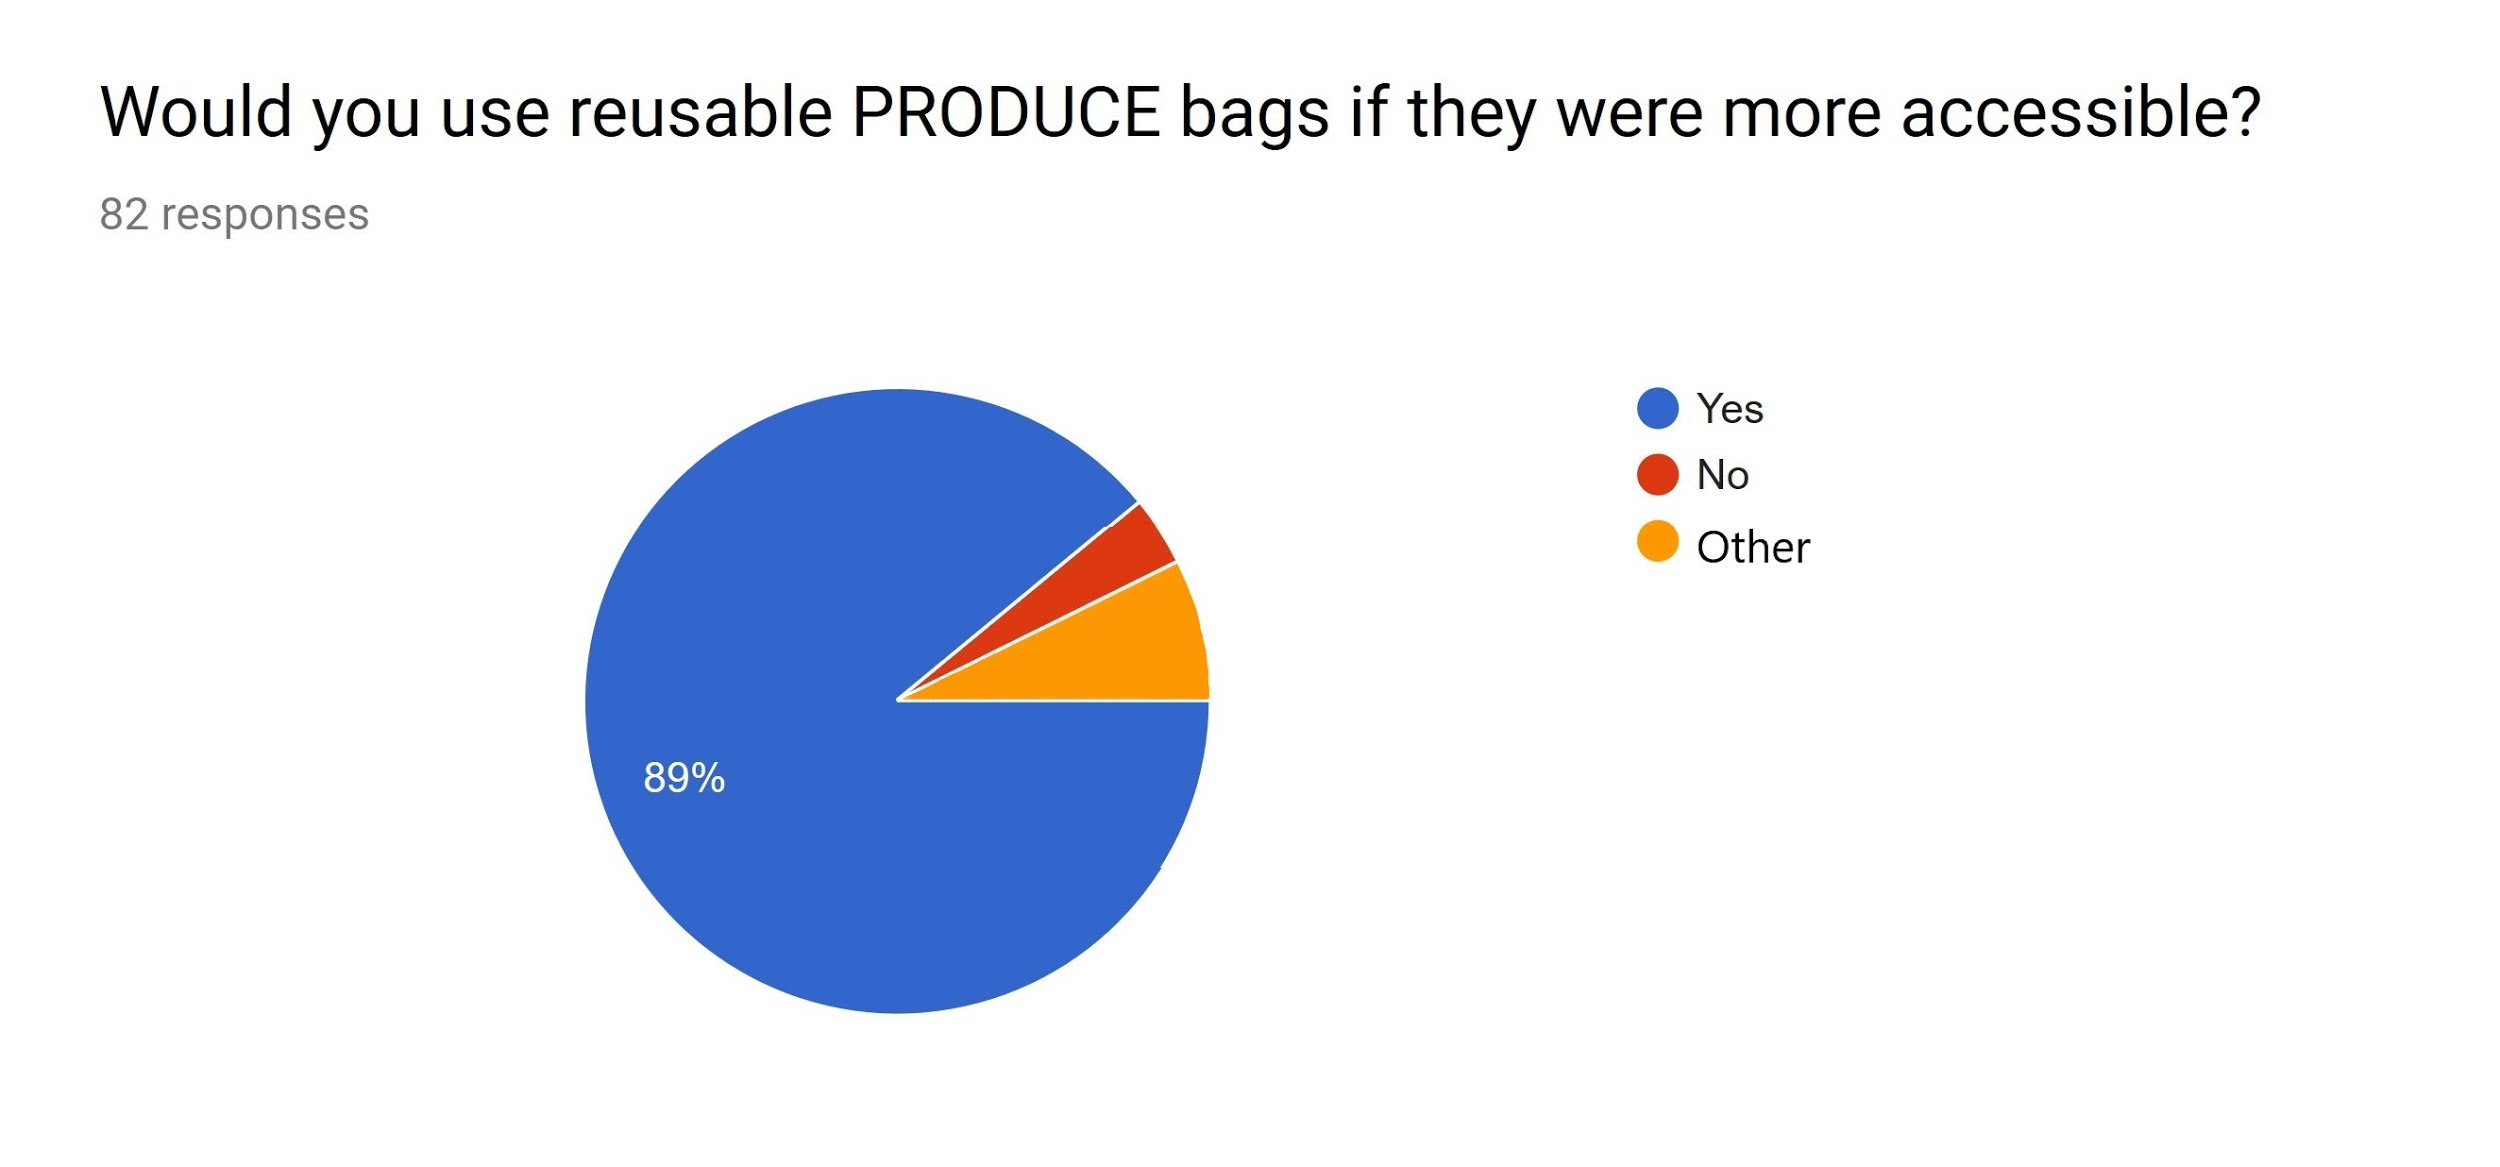 Would you use reusable PRODUCE bags if they were more accessible?
82 responses
Yes
No
Other
89%